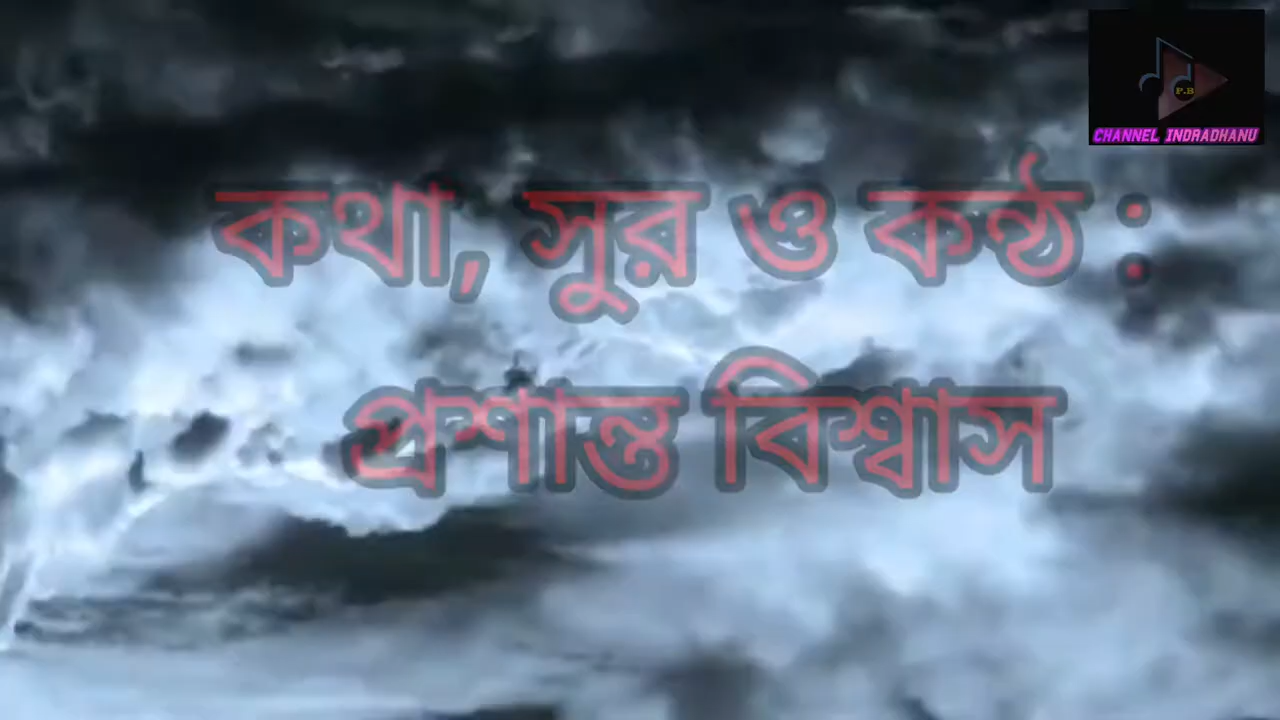 P.B
CHANNEL INDRADHANU
কথা, সুর ও কন্ঠ :
প্রশান্ত বিশ্বাস